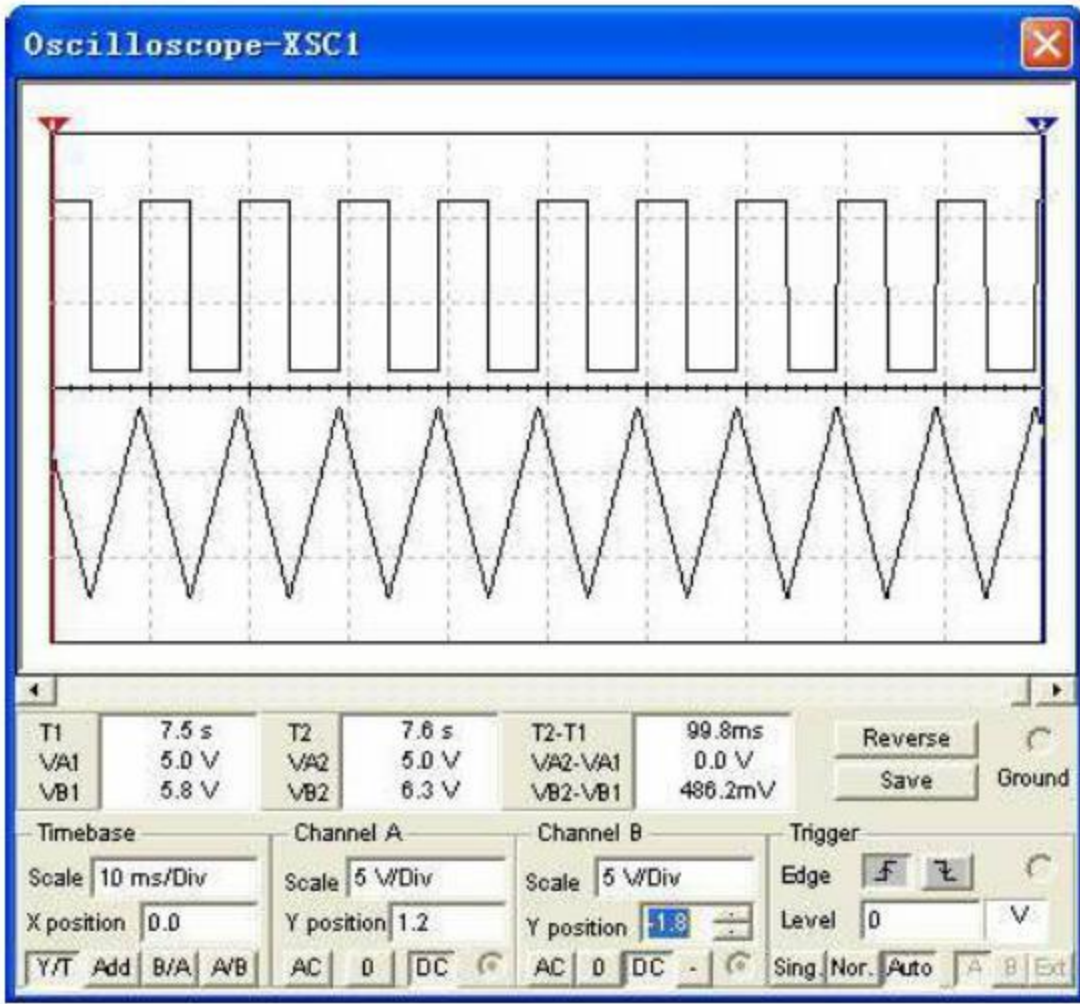 Oscilloscope-XSC1
1 2
T1 7.5 s T2 7.6 s T2-T1 99.8ms Reverse
VA1 5.0 V VA2 5.0 V VA2-VA1 0.0 V
VB1 5.8 V VB2 6.3 V VB2-VB1 486.2mV Save Ground
Timebase Channel A Channel B Trigger
Scale 10 ms/Div Scale 5 V/Div Scale 5 V/Div Edge
X position 0.0 Y position 1.2 Y position -1.8 Level 0 V
Y/T Add B/A A/B AC 0 DC AC 0 DC - Sing. Nor. Auto A B Ext